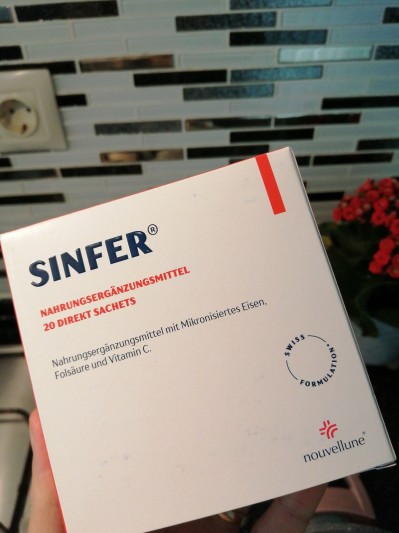 SINFER®
NAHRUNGSERGÄNZUNGSMITTEL
20 DIREKT SACHETS
Nahrungsergänzungsmittel mit Mikronisiertes Eisen,
Folsäure und Vitamin C.
SWISS
FORMULATION
nouvellune®